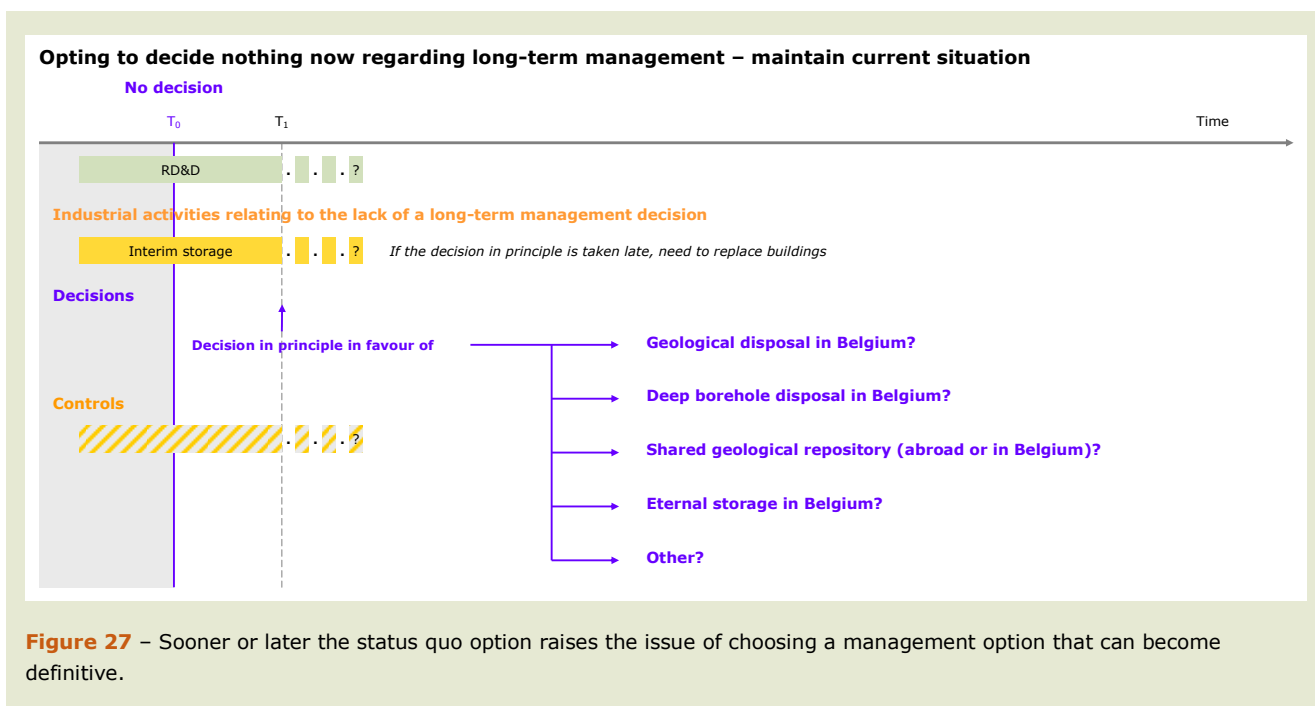 Opting to decide nothing now regarding long-term management – maintain current situation
No decision
T₀ T₁ Time
RD&D . . . ?
Industrial activities relating to the lack of a long-term management decision
Interim storage . . . ? If the decision in principle is taken late, need to replace buildings
Decisions
Decision in principle in favour of
Geological disposal in Belgium?
Deep borehole disposal in Belgium?
Controls
. . . ?
Shared geological repository (abroad or in Belgium)?
Eternal storage in Belgium?
Other?
Figure 27 – Sooner or later the status quo option raises the issue of choosing a management option that can become
definitive.